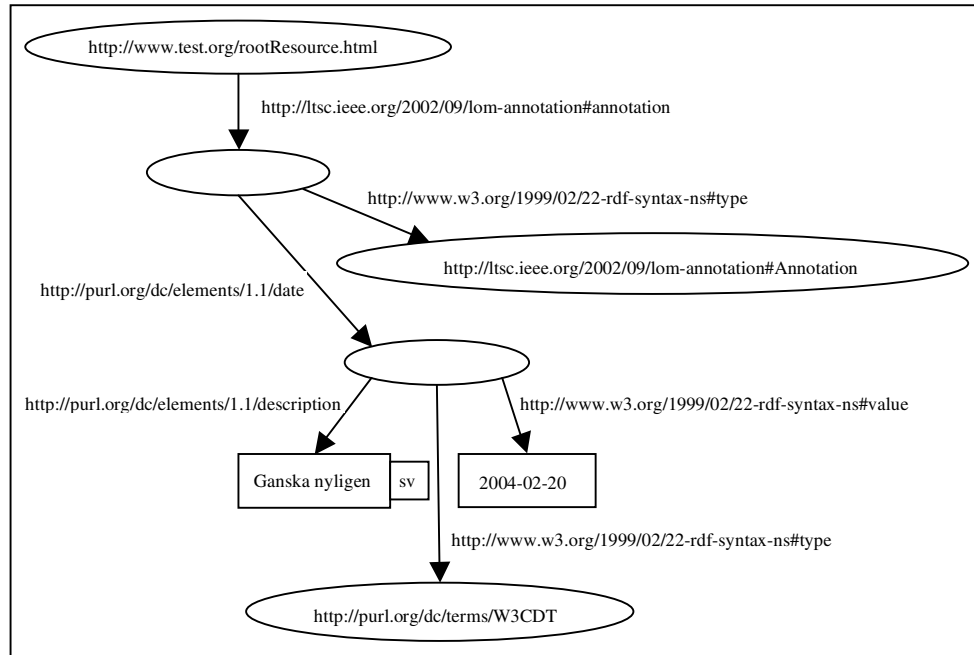 http://www.test.org/rootResource.html
http://ltsc.ieee.org/2002/09/lom-annotation#annotation
http://www.w3.org/1999/02/22-rdf-syntax-ns#type
http://ltsc.ieee.org/2002/09/lom-annotation#Annotation
http://purl.org/dc/elements/1.1/date
http://purl.org/dc/elements/1.1/description
http://www.w3.org/1999/02/22-rdf-syntax-ns#value
Ganska nyligen
sv
2004-02-20
http://www.w3.org/1999/02/22-rdf-syntax-ns#type
http://purl.org/dc/terms/W3CDT